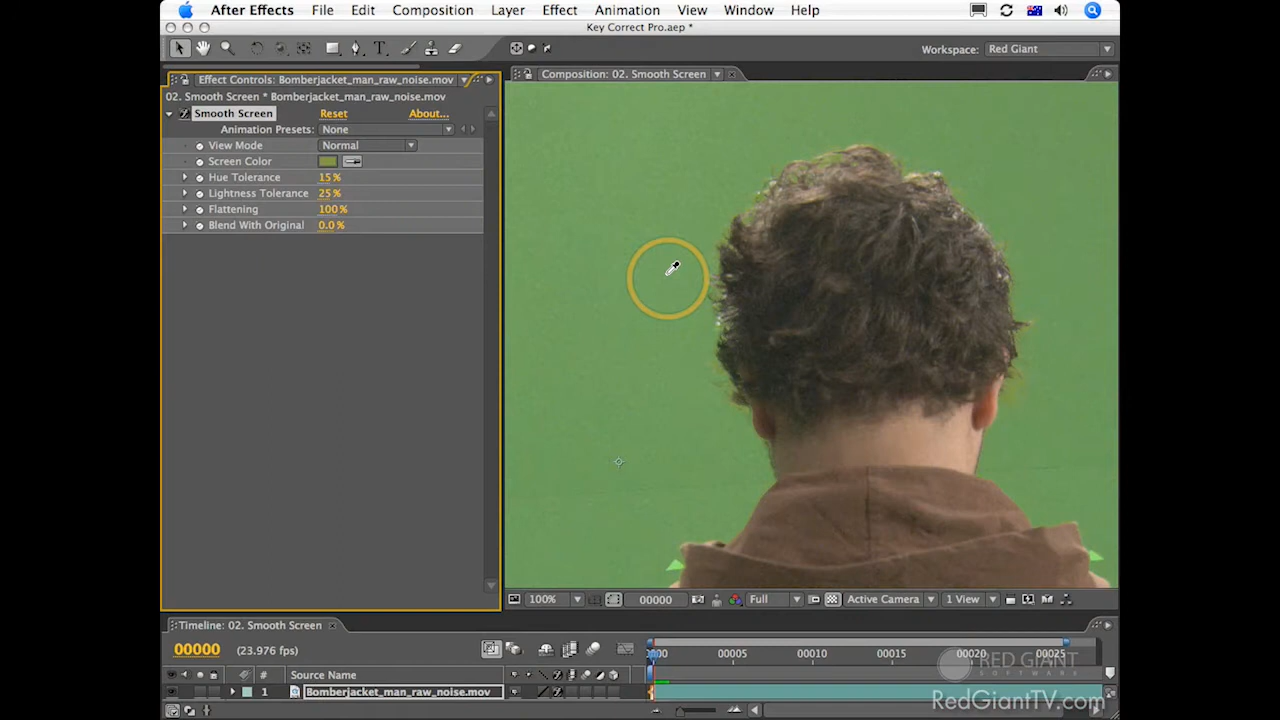 After Effects File Edit Composition Layer Effect Animation View Window Help
Key Correct Pro.aep *
Workspace: Red Giant
Effect Controls: Bomberjacket_man_raw_noise.mov
Composition: 02. Smooth Screen
02. Smooth Screen * Bomberjacket_man_raw_noise.mov
Smooth Screen Reset About...
Animation Presets: None
View Mode Normal
Screen Color
Hue Tolerance 15%
Lightness Tolerance 25%
Flattening 100%
Blend With Original 0.0%
100% 00000 Full Active Camera 1 View
Timeline: 02. Smooth Screen
00000 (23.976 fps)
0000 00005 00010 00015 00020 00025
# Source Name
RED GIANT
SOFTWARE
1 Bomberjacket_man_raw_noise.mov
RedGiantTV.com